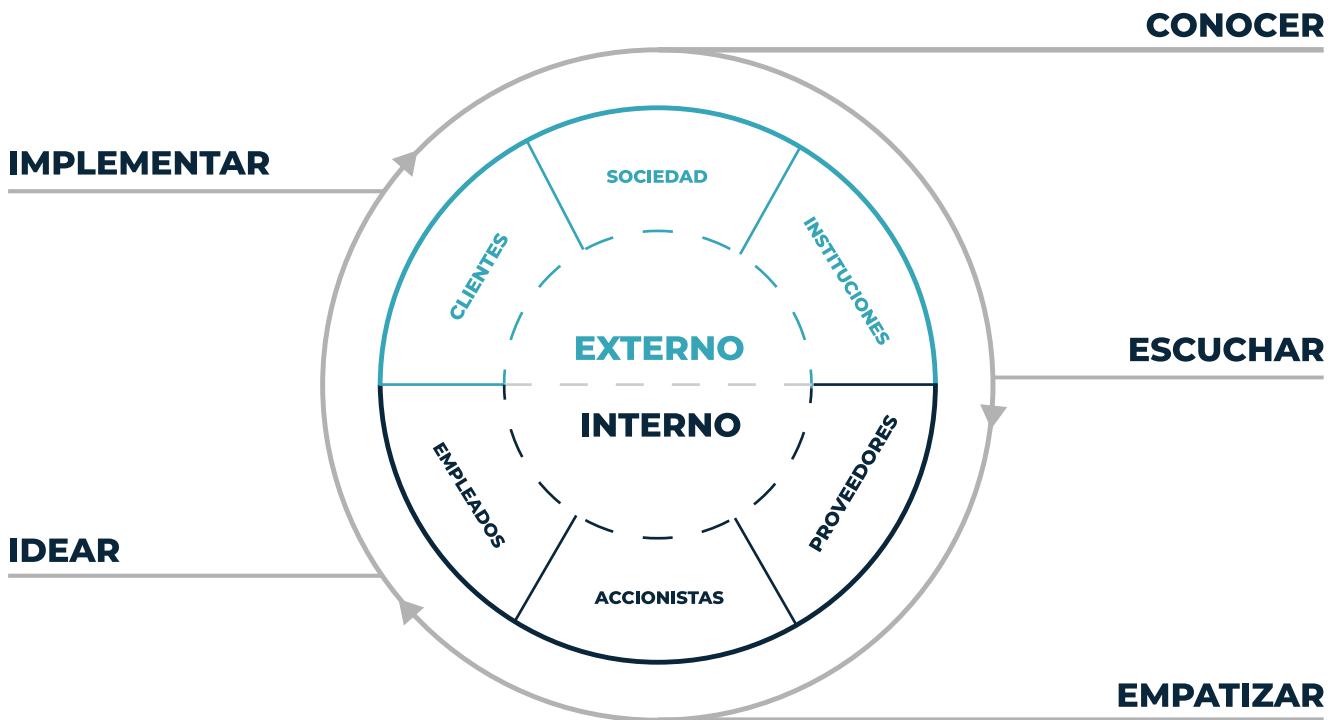 CONOCER
IMPLEMENTAR
SOCIEDAD
CLIENTES
INSTITUCIONES
EXTERNO
ESCUCHAR
INTERNO
EMPLEADOS
PROVEEDORES
IDEAR
ACCIONISTAS
EMPATIZAR